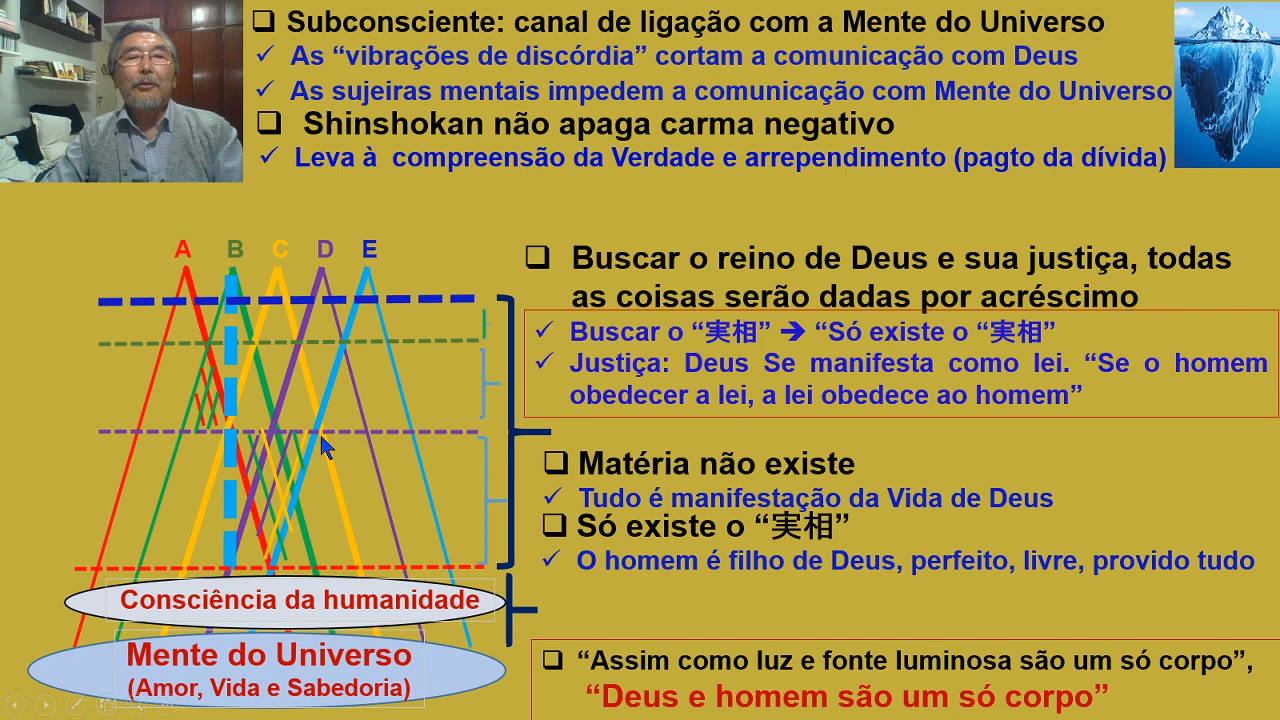 ❑ Subconsciente: canal de ligação com a Mente do Universo
✓ As “vibrações de discórdia” cortam a comunicação com Deus
✓ As sujeiras mentais impedem a comunicação com Mente do Universo
❑ Shinshokan não apaga carma negativo
✓ Leva à compreensão da Verdade e arrependimento (pagto da dívida)
A B C D E
❑ Buscar o reino de Deus e sua justiça, todas
as coisas serão dadas por acréscimo
✓ Buscar o “実相” ➔ “Só existe o “実相”
✓ Justiça: Deus Se manifesta como lei. “Se o homem
obedecer a lei, a lei obedece ao homem”
❑ Matéria não existe
✓ Tudo é manifestação da Vida de Deus
❑ Só existe o “実相”
✓ O homem é filho de Deus, perfeito, livre, provido tudo
Consciência da humanidade
Mente do Universo
(Amor, Vida e Sabedoria)
❑ “Assim como luz e fonte luminosa são um só corpo”,
“Deus e homem são um só corpo”